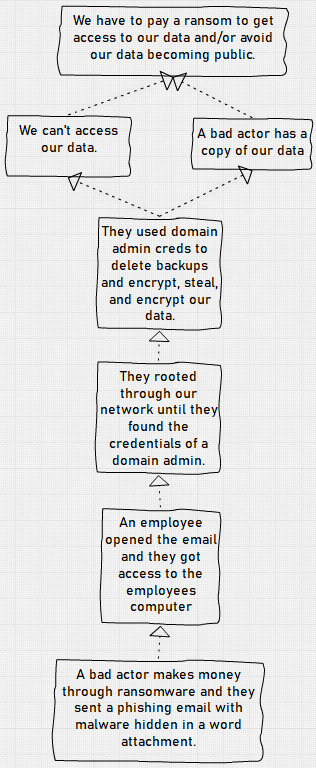 We have to pay a ransom to get
access to our data and/or avoid
our data becoming public.
We can't access
our data.
A bad actor has a
copy of our data
They used domain
admin creds to
delete backups
and encrypt, steal,
and encrypt our
data.
They rooted
through our
network until they
found the
credentials of a
domain admin.
An employee
opened the email
and they got
access to the
employees
computer
A bad actor makes money
through ransomware and they
sent a phishing email with
malware hidden in a word
attachment.